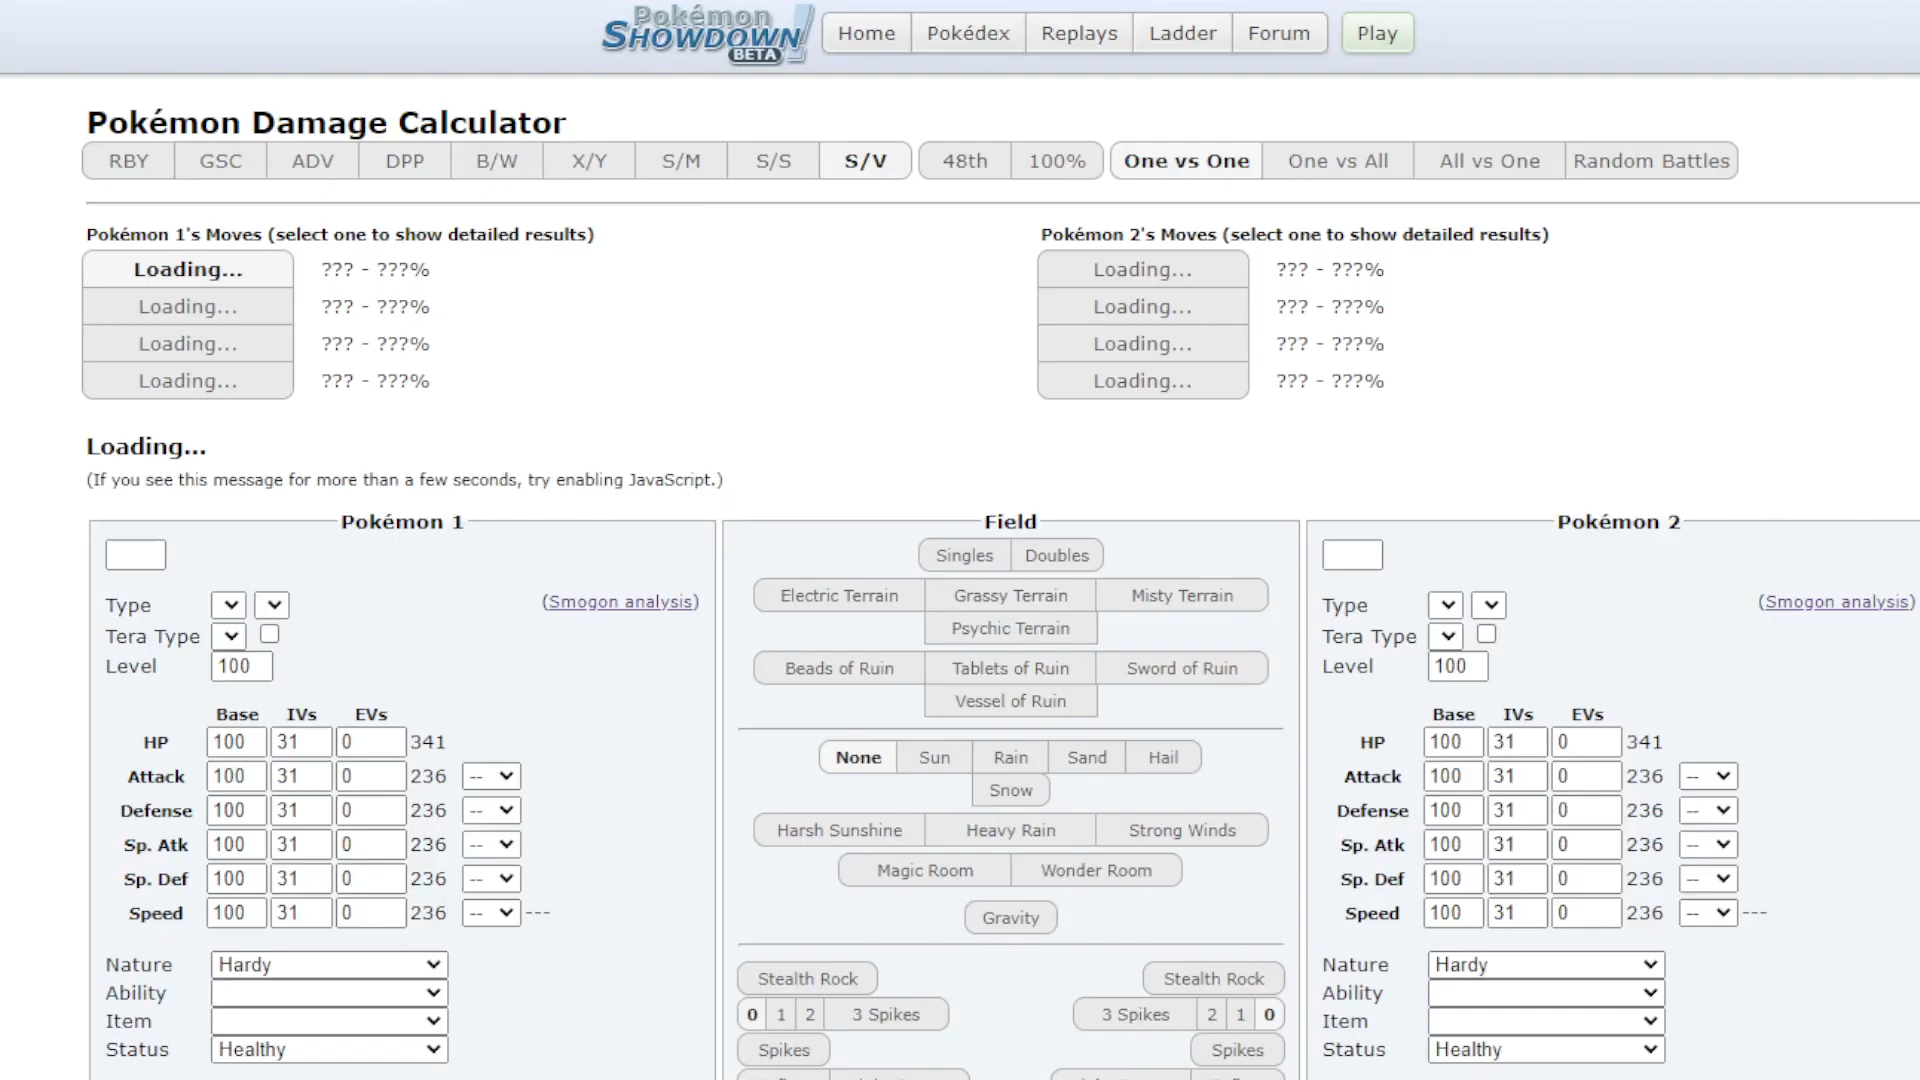 Pokémon
SHOWDOWN!
BETA
Home Pokédex Replays Ladder Forum Play
Pokémon Damage Calculator
RBY GSC ADV DPP B/W X/Y S/M S/S S/V 48th 100% One vs One One vs All All vs One Random Battles
Pokémon 1's Moves (select one to show detailed results)
Loading... ??? - ???%
Loading... ??? - ???%
Loading... ??? - ???%
Loading... ??? - ???%
Pokémon 2's Moves (select one to show detailed results)
Loading... ??? - ???%
Loading... ??? - ???%
Loading... ??? - ???%
Loading... ??? - ???%
Loading...
(If you see this message for more than a few seconds, try enabling JavaScript.)
Pokémon 1
Type (Smogon analysis)
Tera Type
Level 100
Base IVs EVs
HP 100 31 0 341
Attack 100 31 0 236 --
Defense 100 31 0 236 --
Sp. Atk 100 31 0 236 --
Sp. Def 100 31 0 236 --
Speed 100 31 0 236 -- ---
Nature Hardy
Ability
Item
Status Healthy
Field
Singles Doubles
Electric Terrain Grassy Terrain Misty Terrain
Psychic Terrain
Beads of Ruin Tablets of Ruin Sword of Ruin
Vessel of Ruin
None Sun Rain Sand Hail
Snow
Harsh Sunshine Heavy Rain Strong Winds
Magic Room Wonder Room
Gravity
Stealth Rock Stealth Rock
0 1 2 3 Spikes 3 Spikes 2 1 0
Spikes Spikes
Pokémon 2
Type (Smogon analysis)
Tera Type
Level 100
Base IVs EVs
HP 100 31 0 341
Attack 100 31 0 236 --
Defense 100 31 0 236 --
Sp. Atk 100 31 0 236 --
Sp. Def 100 31 0 236 --
Speed 100 31 0 236 -- ---
Nature Hardy
Ability
Item
Status Healthy